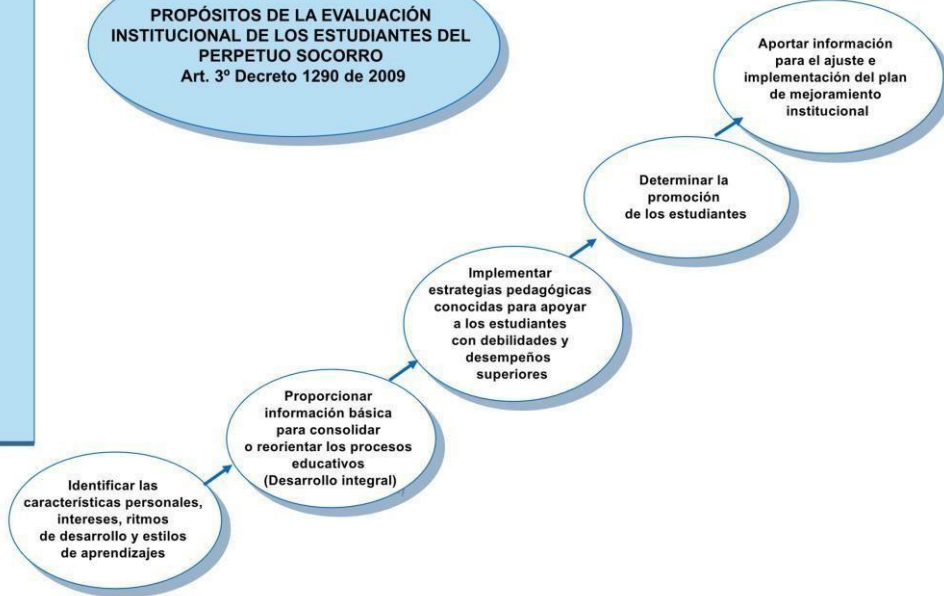 PROPÓSITOS DE LA EVALUACIÓN
INSTITUCIONAL DE LOS ESTUDIANTES DEL
PERPETUO SOCORRO
Art. 3º Decreto 1290 de 2009
Aportar información
para el ajuste e
implementación del plan
de mejoramiento
institucional
Determinar la
promoción
de los estudiantes
Implementar
estrategias pedagógicas
conocidas para apoyar
a los estudiantes
con debilidades y
desempeños
superiores
Proporcionar
información básica
para consolidar
o reorientar los procesos
educativos
(Desarrollo integral)
Identificar las
características personales,
intereses, ritmos
de desarrollo y estilos
de aprendizajes